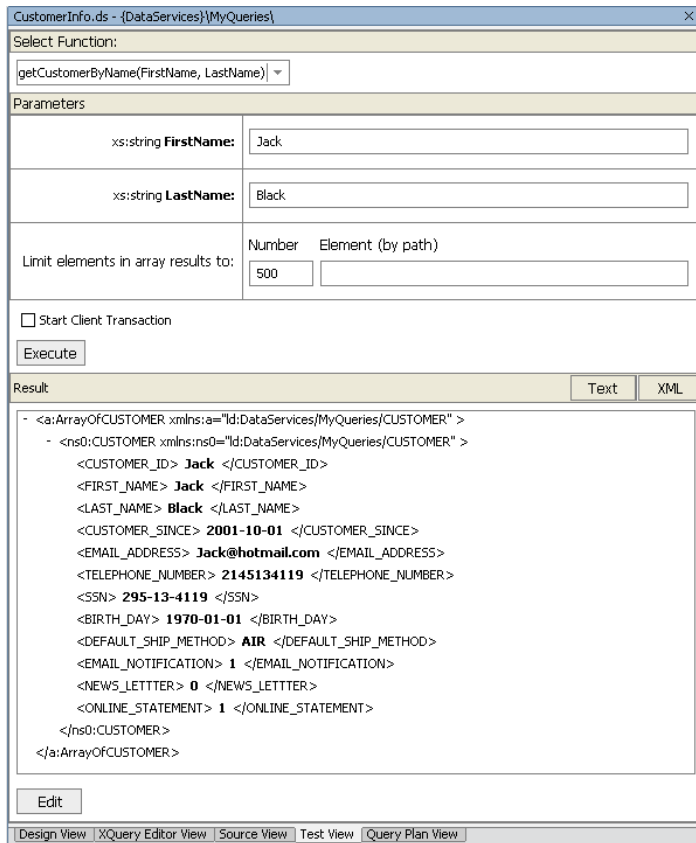 CustomerInfo.ds - {DataServices}\MyQueries\
Select Function:
getCustomerByName(FirstName, LastName)
Parameters
xs:string FirstName: Jack
xs:string LastName: Black
Number Element (by path)
Limit elements in array results to: 500
Start Client Transaction
Execute
Result Text XML
- <a:ArrayOfCUSTOMER xmlns:a="ld:DataServices/MyQueries/CUSTOMER" >
- <ns0:CUSTOMER xmlns:ns0="ld:DataServices/MyQueries/CUSTOMER" >
<CUSTOMER_ID> Jack </CUSTOMER_ID>
<FIRST_NAME> Jack </FIRST_NAME>
<LAST_NAME> Black </LAST_NAME>
<CUSTOMER_SINCE> 2001-10-01 </CUSTOMER_SINCE>
<EMAIL_ADDRESS> Jack@hotmail.com </EMAIL_ADDRESS>
<TELEPHONE_NUMBER> 2145134119 </TELEPHONE_NUMBER>
<SSN> 295-13-4119 </SSN>
<BIRTH_DAY> 1970-01-01 </BIRTH_DAY>
<DEFAULT_SHIP_METHOD> AIR </DEFAULT_SHIP_METHOD>
<EMAIL_NOTIFICATION> 1 </EMAIL_NOTIFICATION>
<NEWS_LETTTER> 0 </NEWS_LETTTER>
<ONLINE_STATEMENT> 1 </ONLINE_STATEMENT>
</ns0:CUSTOMER>
</a:ArrayOfCUSTOMER>
Edit
Design View XQuery Editor View Source View Test View Query Plan View